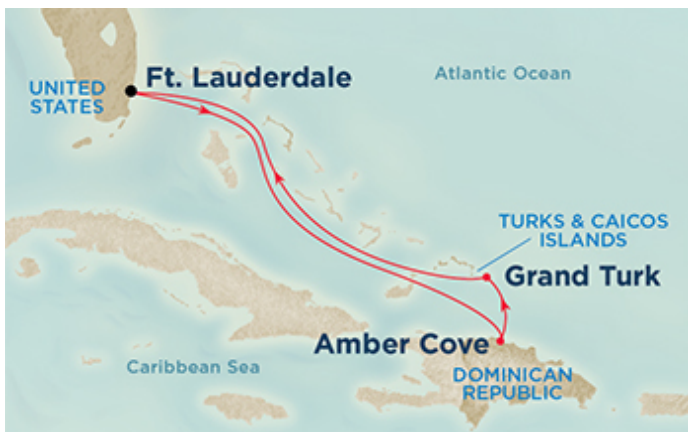 Ft. Lauderdale
UNITED
STATES
Atlantic Ocean
TURKS & CAICOS
ISLANDS
Grand Turk
Amber Cove
Caribbean Sea
DOMINICAN
REPUBLIC